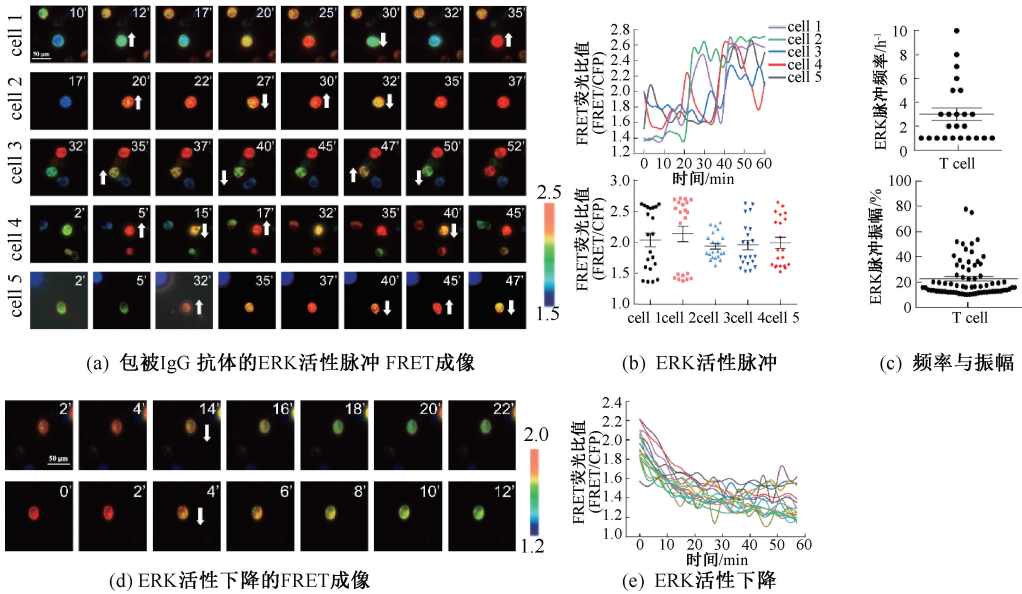 cell 1
10' 12' 17' 20' 25' 30' 32' 35'
50 μm
cell 2
17' 20' 22' 27' 30' 32' 35' 37'
cell 3
32' 35' 37' 40' 45' 47' 50' 52'
cell 4
2' 5' 15' 17' 32' 35' 40' 45'
cell 5
2' 5' 32' 35' 37' 40' 45' 47'
2.5
1.5
(a) 包被IgG 抗体的ERK活性脉冲 FRET成像
FRET荧光比值
(FRET/CFP)
2.8
2.6
2.4
2.2
2.0
1.8
1.6
1.4
1.2
0 10 20 30 40 50 60
时间/min
cell 1
cell 2
cell 3
cell 4
cell 5
FRET荧光比值
(FRET/CFP)
3.0
2.5
2.0
1.5
1.0
cell 1 cell 2 cell 3 cell 4 cell 5
(b) ERK活性脉冲
ERK脉冲频率/h⁻¹
10
8
6
4
2
0
T cell
ERK脉冲振幅/%
100
80
60
40
20
0
T cell
(c) 频率与振幅
2' 4' 14' 16' 18' 20' 22'
50 μm
0' 2' 4' 6' 8' 10' 12'
2.0
1.2
(d) ERK活性下降的FRET成像
FRET荧光比值
(FRET/CFP)
2.4
2.2
2.0
1.8
1.6
1.4
1.2
1.0
0 10 20 30 40 50 60
时间/min
(e) ERK活性下降